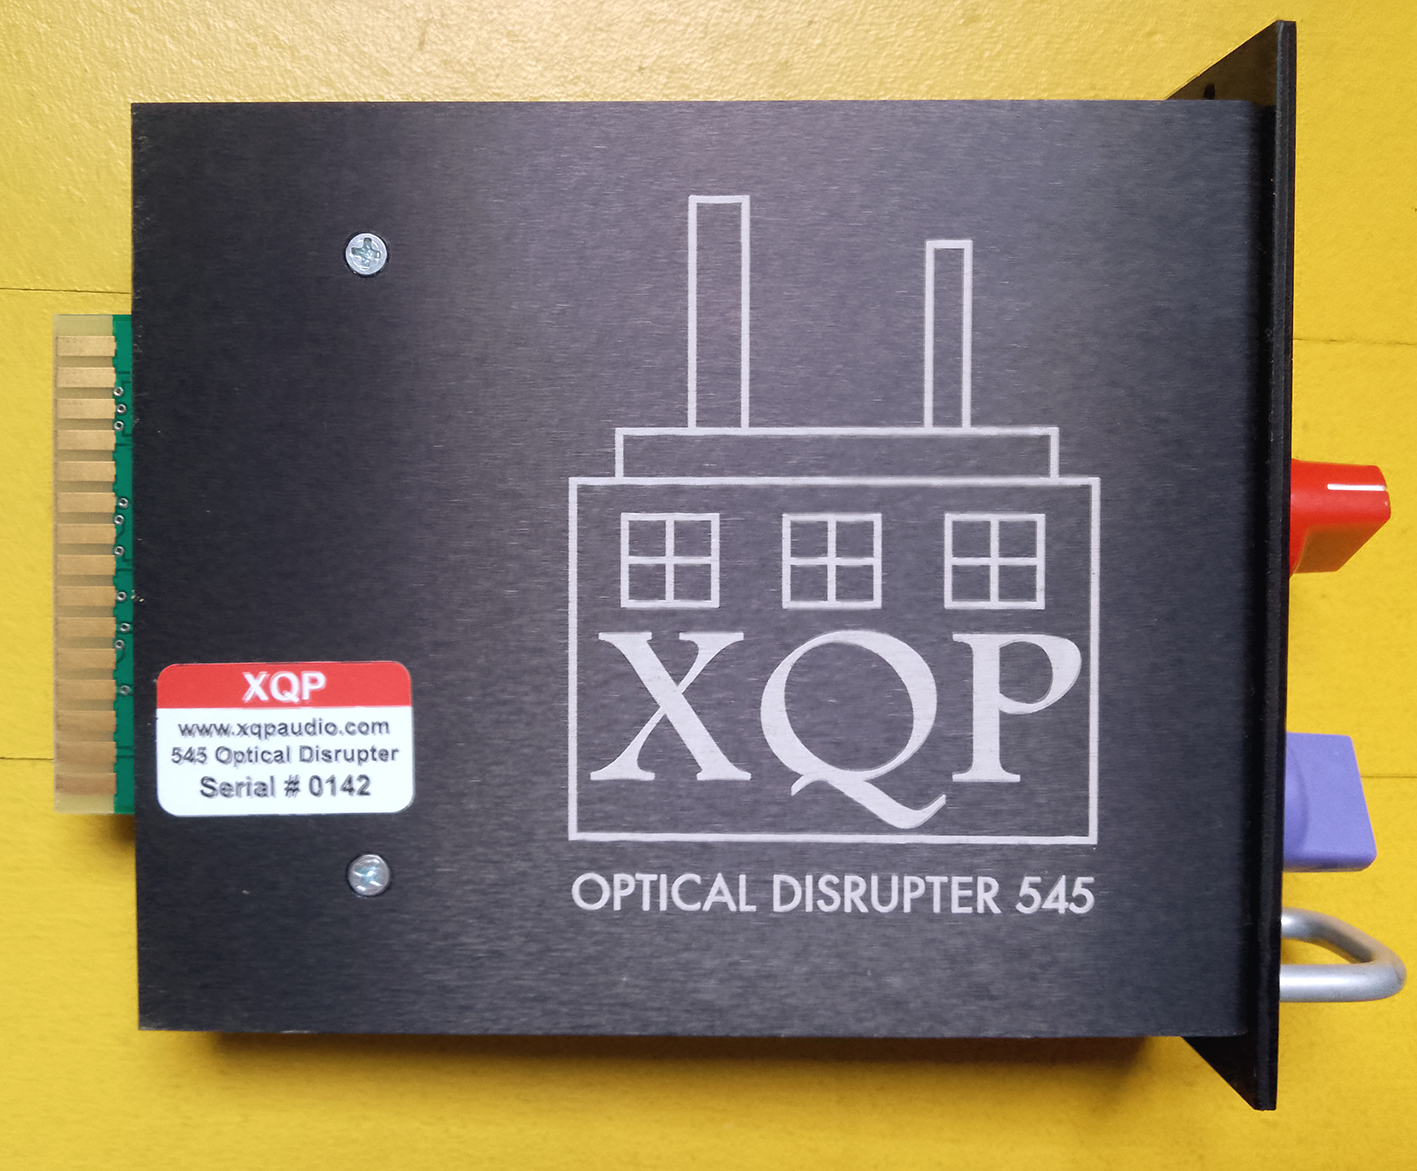 XQP
www.xqpaudio.com
545 Optical Disrupter
Serial # 0142
XQP
OPTICAL DISRUPTER 545